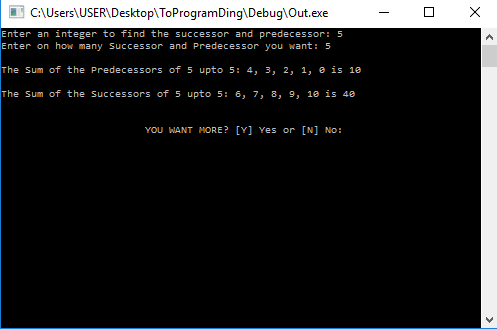 C:\Users\USER\Desktop\ToProgramDing\Debug\Out.exe
Enter an integer to find the successor and predecessor: 5
Enter on how many Successor and Predecessor you want: 5
The Sum of the Predecessors of 5 upto 5: 4, 3, 2, 1, 0 is 10
The Sum of the Successors of 5 upto 5: 6, 7, 8, 9, 10 is 40
YOU WANT MORE? [Y] Yes or [N] No: